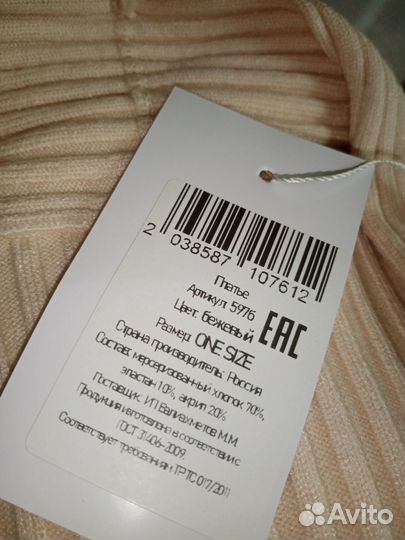 2 038587 107612
Платье
Артикул: 5976
Цвет: бежевый
Размер: ONE SIZE
Страна производитель: Россия
Состав: мерсеризованный хлопок 70%,
эластан 10%, акрил 20%
Поставщик: ИП Валиахметов М.М.
Продукция изготовлена в соответствии с
ГОСТ 31406-2009.
Соответствует требованиям ТР ТС 017/2011
EAC
Avito